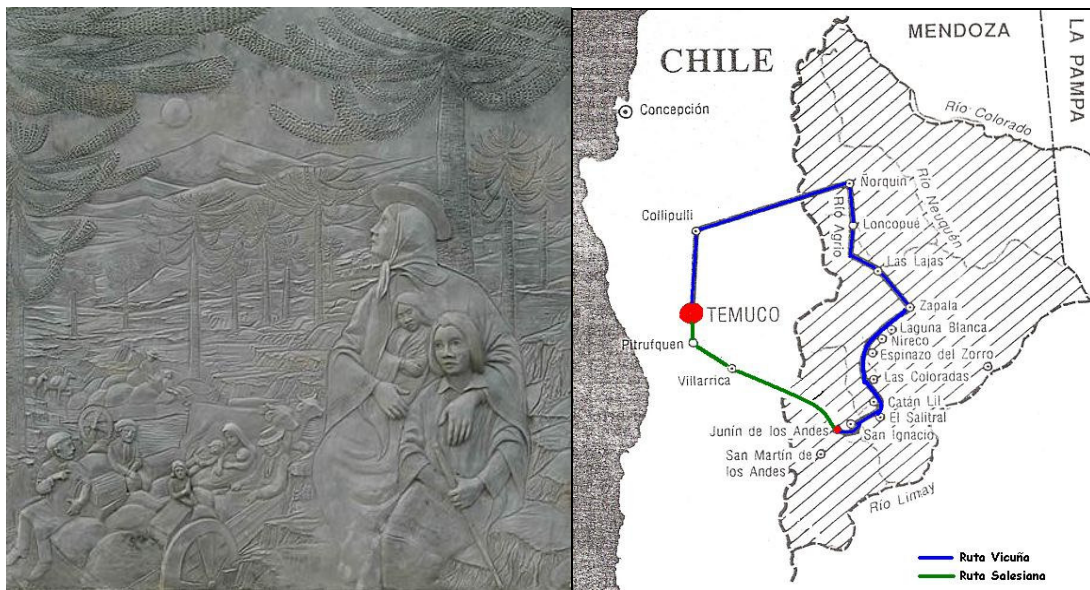 MENDOZA
LA PAMPA
CHILE
Concepción
Río Colorado
Ñorquín
Río Neuquén
Collipulli
RÍO Agrio
Loncopué
Las Lajas
Zapala
TEMUCO
Laguna Blanca
Nireco
Pitrufquen
Espinazo del Zorro
Villarrica
Las Coloradas
Catán Lil
El Salitral
Junín de los Andes
San Ignacio
San Martín de
los Andes
Río Limay
Ruta Vicuña
Ruta Salesiana